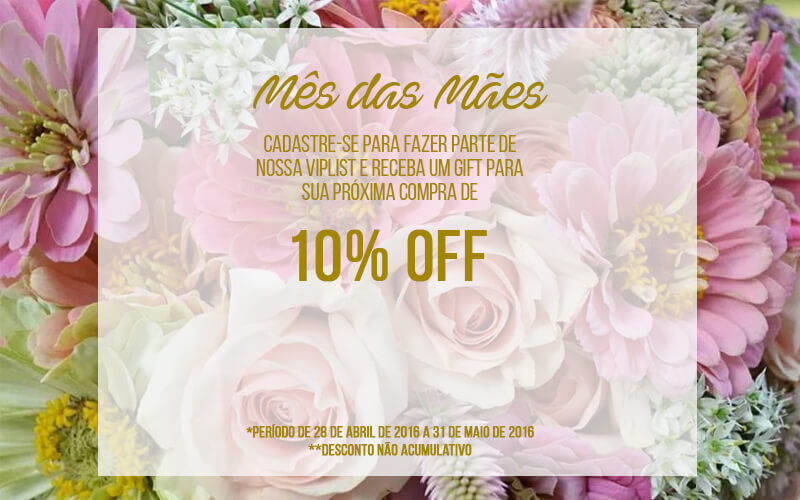 Mês das Mães
CADASTRE-SE PARA FAZER PARTE DE
NOSSA VIPLIST E RECEBA UM GIFT PARA
SUA PRÓXIMA COMPRA DE
10% OFF
*PERÍODO DE 28 DE ABRIL DE 2016 A 31 DE MAIO DE 2016
**DESCONTO NÃO ACUMULATIVO